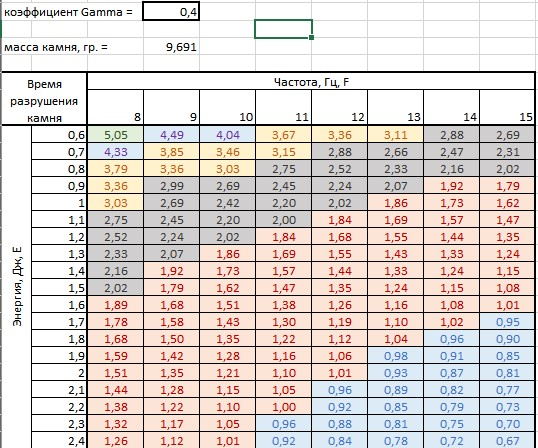 коэффициент Gamma = 0,4
масса камня, гр. = 9,691
Время разрушения камня Частота, Гц, F
8 9 10 11 12 13 14 15
Энергия, Дж, E
0,6 5,05 4,49 4,04 3,67 3,36 3,11 2,88 2,69
0,7 4,33 3,85 3,46 3,15 2,88 2,66 2,47 2,31
0,8 3,79 3,36 3,03 2,75 2,52 2,33 2,16 2,02
0,9 3,36 2,99 2,69 2,45 2,24 2,07 1,92 1,79
1 3,03 2,69 2,42 2,20 2,02 1,86 1,73 1,62
1,1 2,75 2,45 2,20 2,00 1,84 1,69 1,57 1,47
1,2 2,52 2,24 2,02 1,84 1,68 1,55 1,44 1,35
1,3 2,33 2,07 1,86 1,69 1,55 1,43 1,33 1,24
1,4 2,16 1,92 1,73 1,57 1,44 1,33 1,24 1,15
1,5 2,02 1,79 1,62 1,47 1,35 1,24 1,15 1,08
1,6 1,89 1,68 1,51 1,38 1,26 1,16 1,08 1,01
1,7 1,78 1,58 1,43 1,30 1,19 1,10 1,02 0,95
1,8 1,68 1,50 1,35 1,22 1,12 1,04 0,96 0,90
1,9 1,59 1,42 1,28 1,16 1,06 0,98 0,91 0,85
2 1,51 1,35 1,21 1,10 1,01 0,93 0,87 0,81
2,1 1,44 1,28 1,15 1,05 0,96 0,89 0,82 0,77
2,2 1,38 1,22 1,10 1,00 0,92 0,85 0,79 0,73
2,3 1,32 1,17 1,05 0,96 0,88 0,81 0,75 0,70
2,4 1,26 1,12 1,01 0,92 0,84 0,78 0,72 0,67